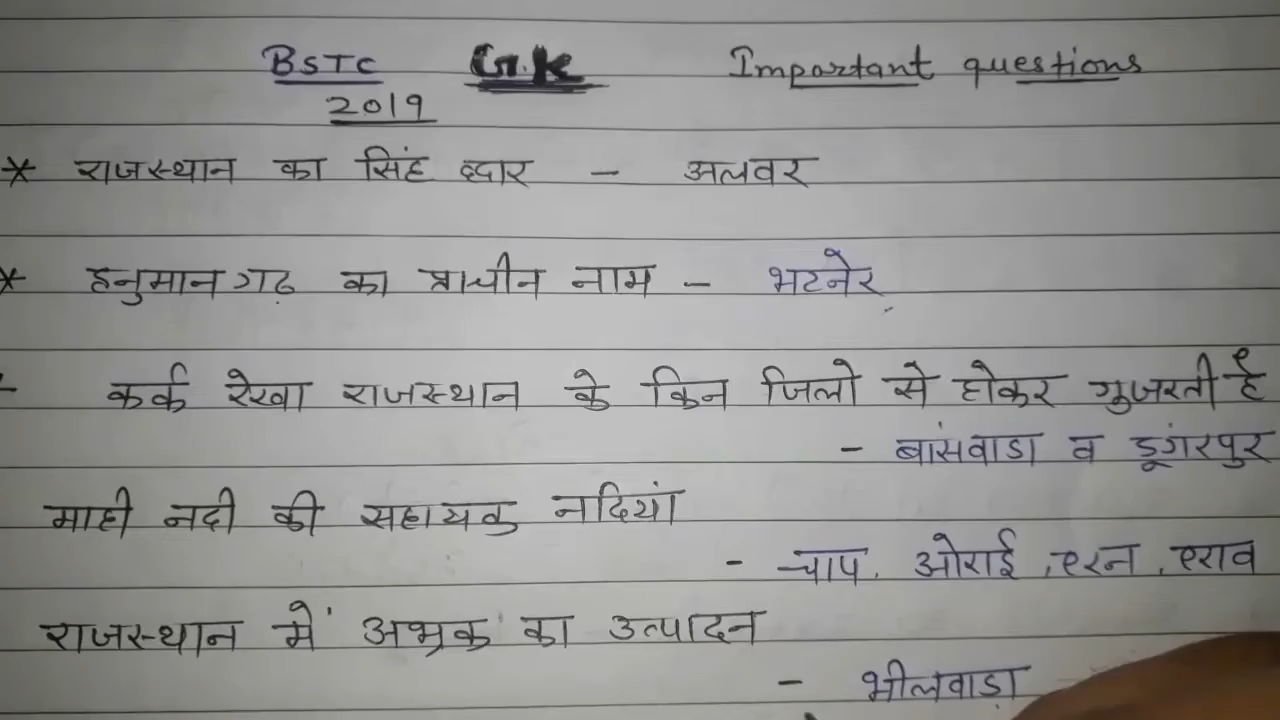 BSTC G.K Important questions
2019
* राजस्थान का सिंह द्वार - अलवर
* हनुमानगढ़ का प्राचीन नाम - भटनेर
- कर्क रेखा राजस्थान के किन जिलो से होकर गुजरती है
- बांसवाडा व डूंगरपुर
माही नदी की सहायक नदियां
- चाप, ओराई, एरन, एराव
राजस्थान में अभ्रक का उत्पादन
- भीलवाड़ा